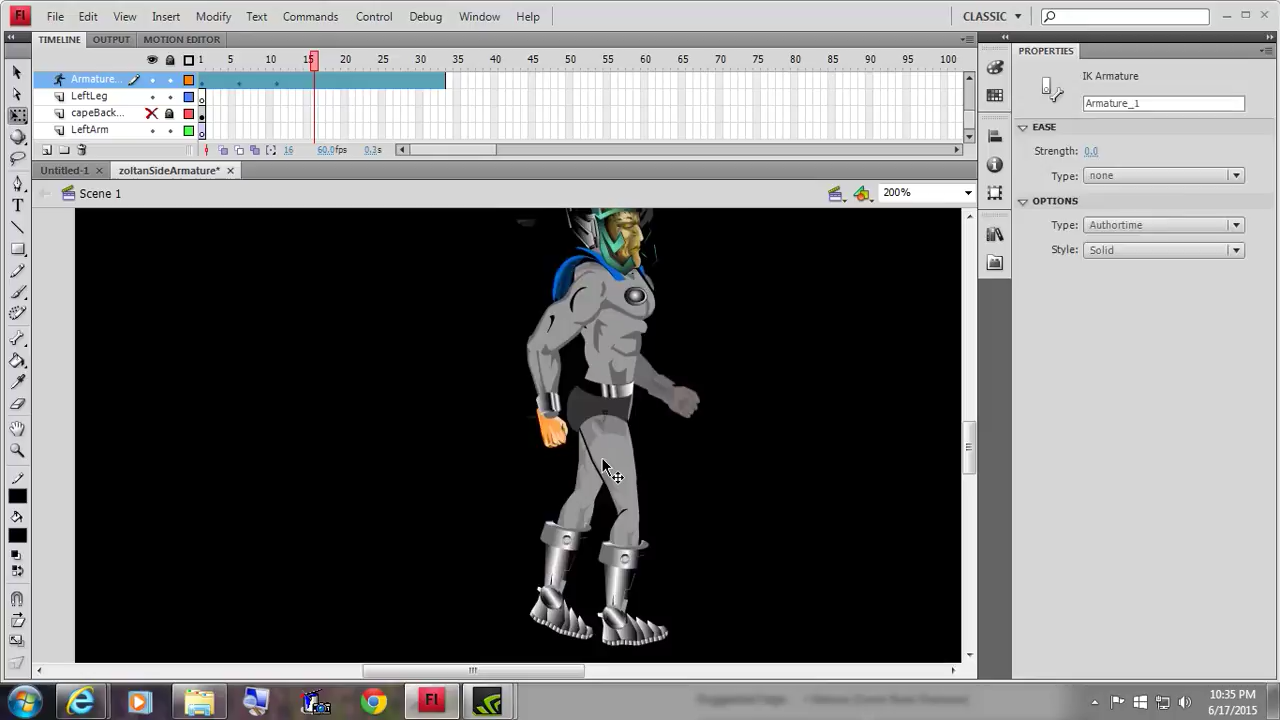 Fl File Edit View Insert Modify Text Commands Control Debug Window Help CLASSIC
TIMELINE OUTPUT MOTION EDITOR
PROPERTIES
1 5 10 15 20 25 30 35 40 45 50 55 60 65 70 75 80 85 90 95 100
Armature...
LeftLeg
capeBack...
LeftArm
16 60.0fps 0.3s
IK Armature
Armature_1
EASE
Strength: 0.0
Type: none
OPTIONS
Type: Authortime
Style: Solid
Untitled-1 × zoltanSideArmature* ×
Scene 1
200%
T
Fl
10:35 PM
6/17/2015